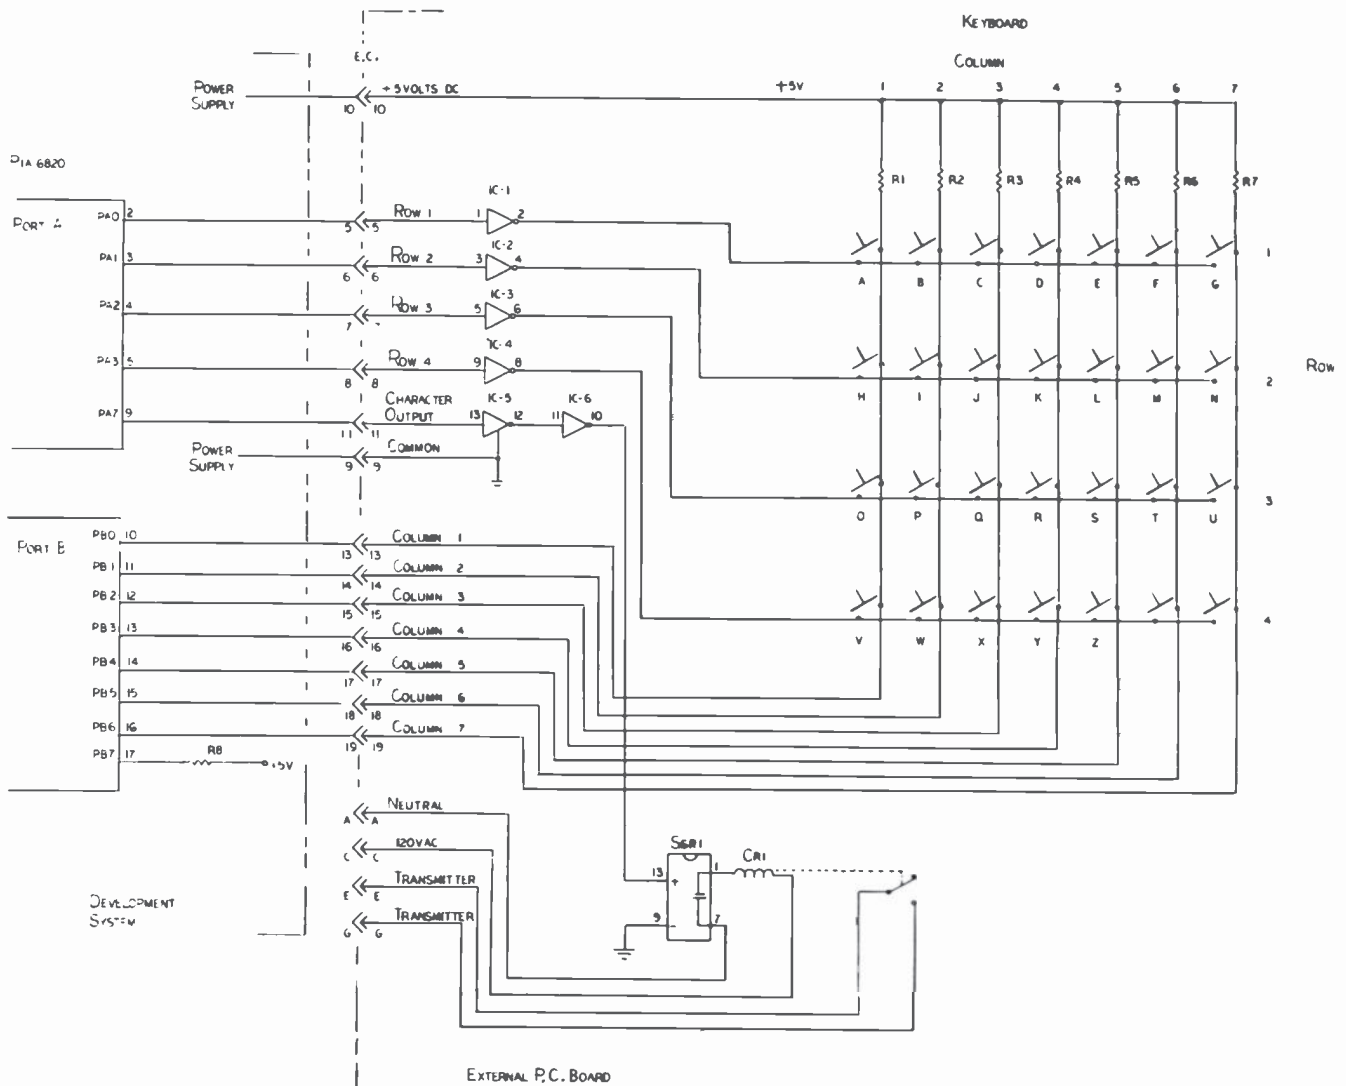 KEYBOARD
COLUMN
E.C.
POWER SUPPLY
10 10
+5VOLTS DC
+5V
1 2 3 4 5 6 7
R1 R2 R3 R4 R5 R6 R7
PIA 6820
PORT A
PA0 2
5 5
ROW 1
IC-1
1 2
PA1 3
6 6
ROW 2
IC-2
3 4
PA2 4
7
ROW 3
IC-3
5 6
PA3 5
8 8
ROW 4
IC-4
9 8
PA7 9
11 11
CHARACTER OUTPUT
IC-5
13 12
IC-6
11 10
POWER SUPPLY
9 9
COMMON
A B C D E F G
1
H I J K L M N
2
ROW
O P Q R S T U
3
V W X Y Z
4
PORT B
PB0 10
13 13
COLUMN 1
PB1 11
14 14
COLUMN 2
PB2 12
15 15
COLUMN 3
PB3 13
16 16
COLUMN 4
PB4 14
17 17
COLUMN 5
PB5 15
18 18
COLUMN 6
PB6 16
19 19
COLUMN 7
PB7 17
R8
+5V
A A
NEUTRAL
C C
120VAC
E E
TRANSMITTER
G G
TRANSMITTER
SSR1
CR1
13 + 1
9 - 7
DEVELOPMENT SYSTEM
EXTERNAL P.C. BOARD